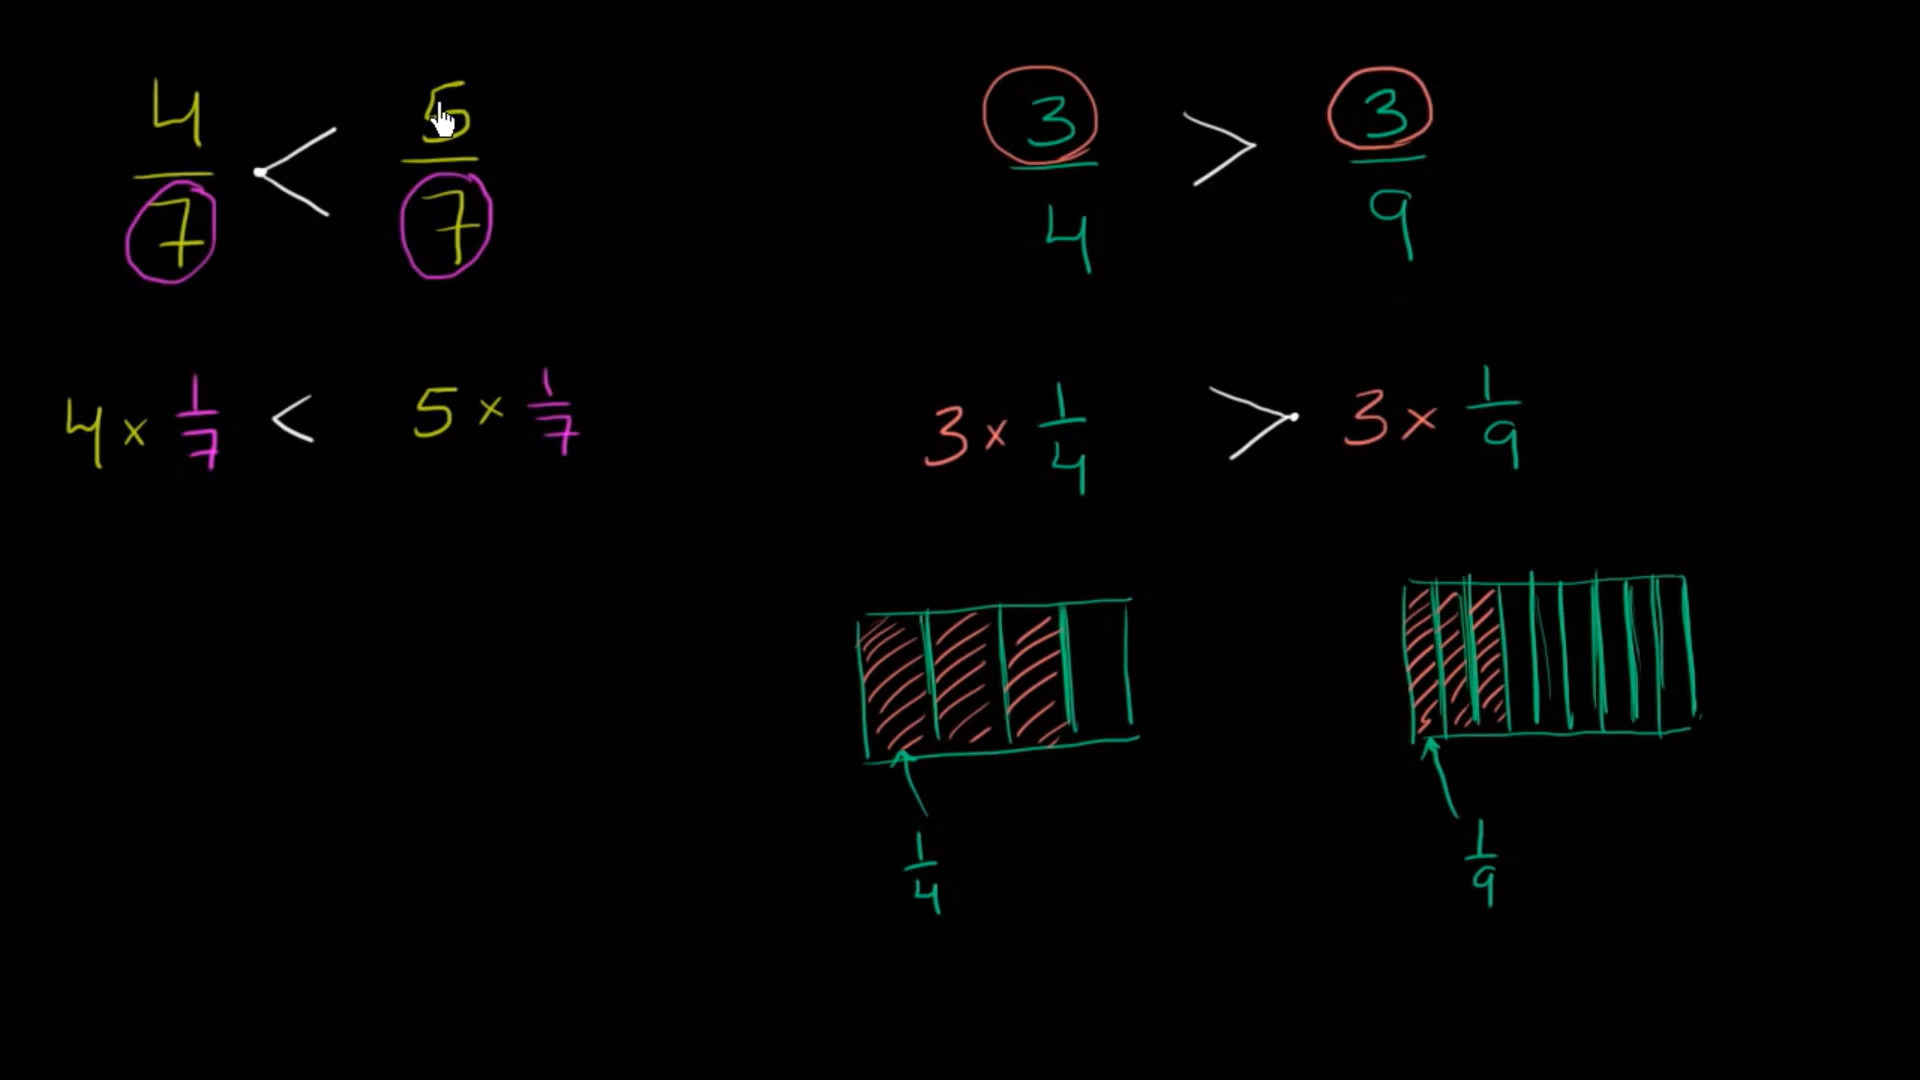 4/7 < 5/7
3/4 > 3/9
4 × 1/7 < 5 × 1/7
3 × 1/4 > 3 × 1/9
1/4
1/9